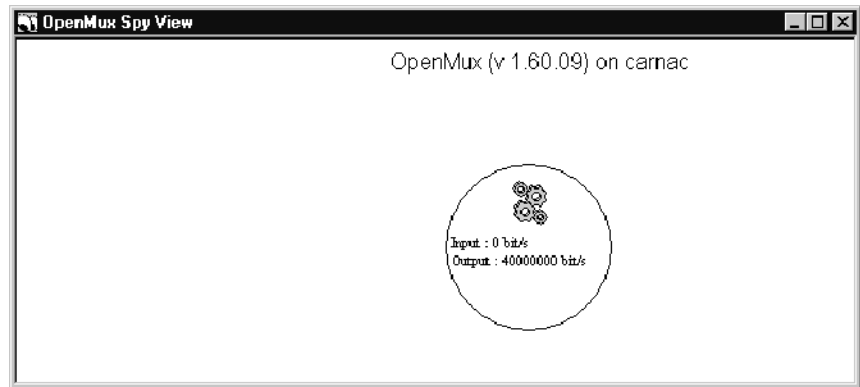 OpenMux Spy View
OpenMux (v 1.60.09) on carnac
Input : 0 bit/s
Output : 40000000 bit/s